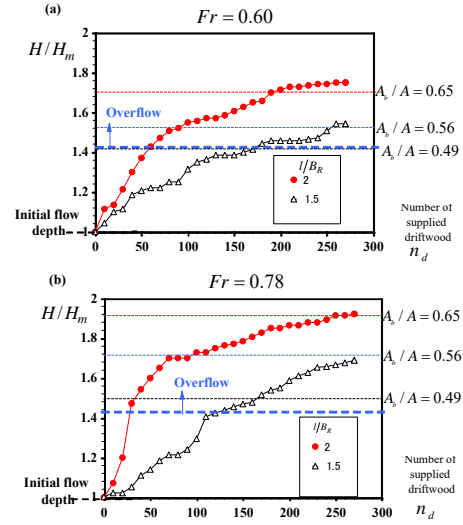 (a)
Fr = 0.60
H / H_m
2
A_b / A = 0.65
1.8
Overflow
1.6
A_b / A = 0.56
A_b / A = 0.49
1.4
l/B_R
2
1.5
1.2
Number of
supplied
driftwood
n_d
Initial flow
depth
1
0 50 100 150 200 250 300
(b)
Fr = 0.78
H / H_m
2
A_b / A = 0.65
1.8
A_b / A = 0.56
1.6
Overflow
A_b / A = 0.49
1.4
l/B_R
2
1.5
1.2
Number of
supplied
driftwood
n_d
Initial flow
depth
1
0 50 100 150 200 250 300